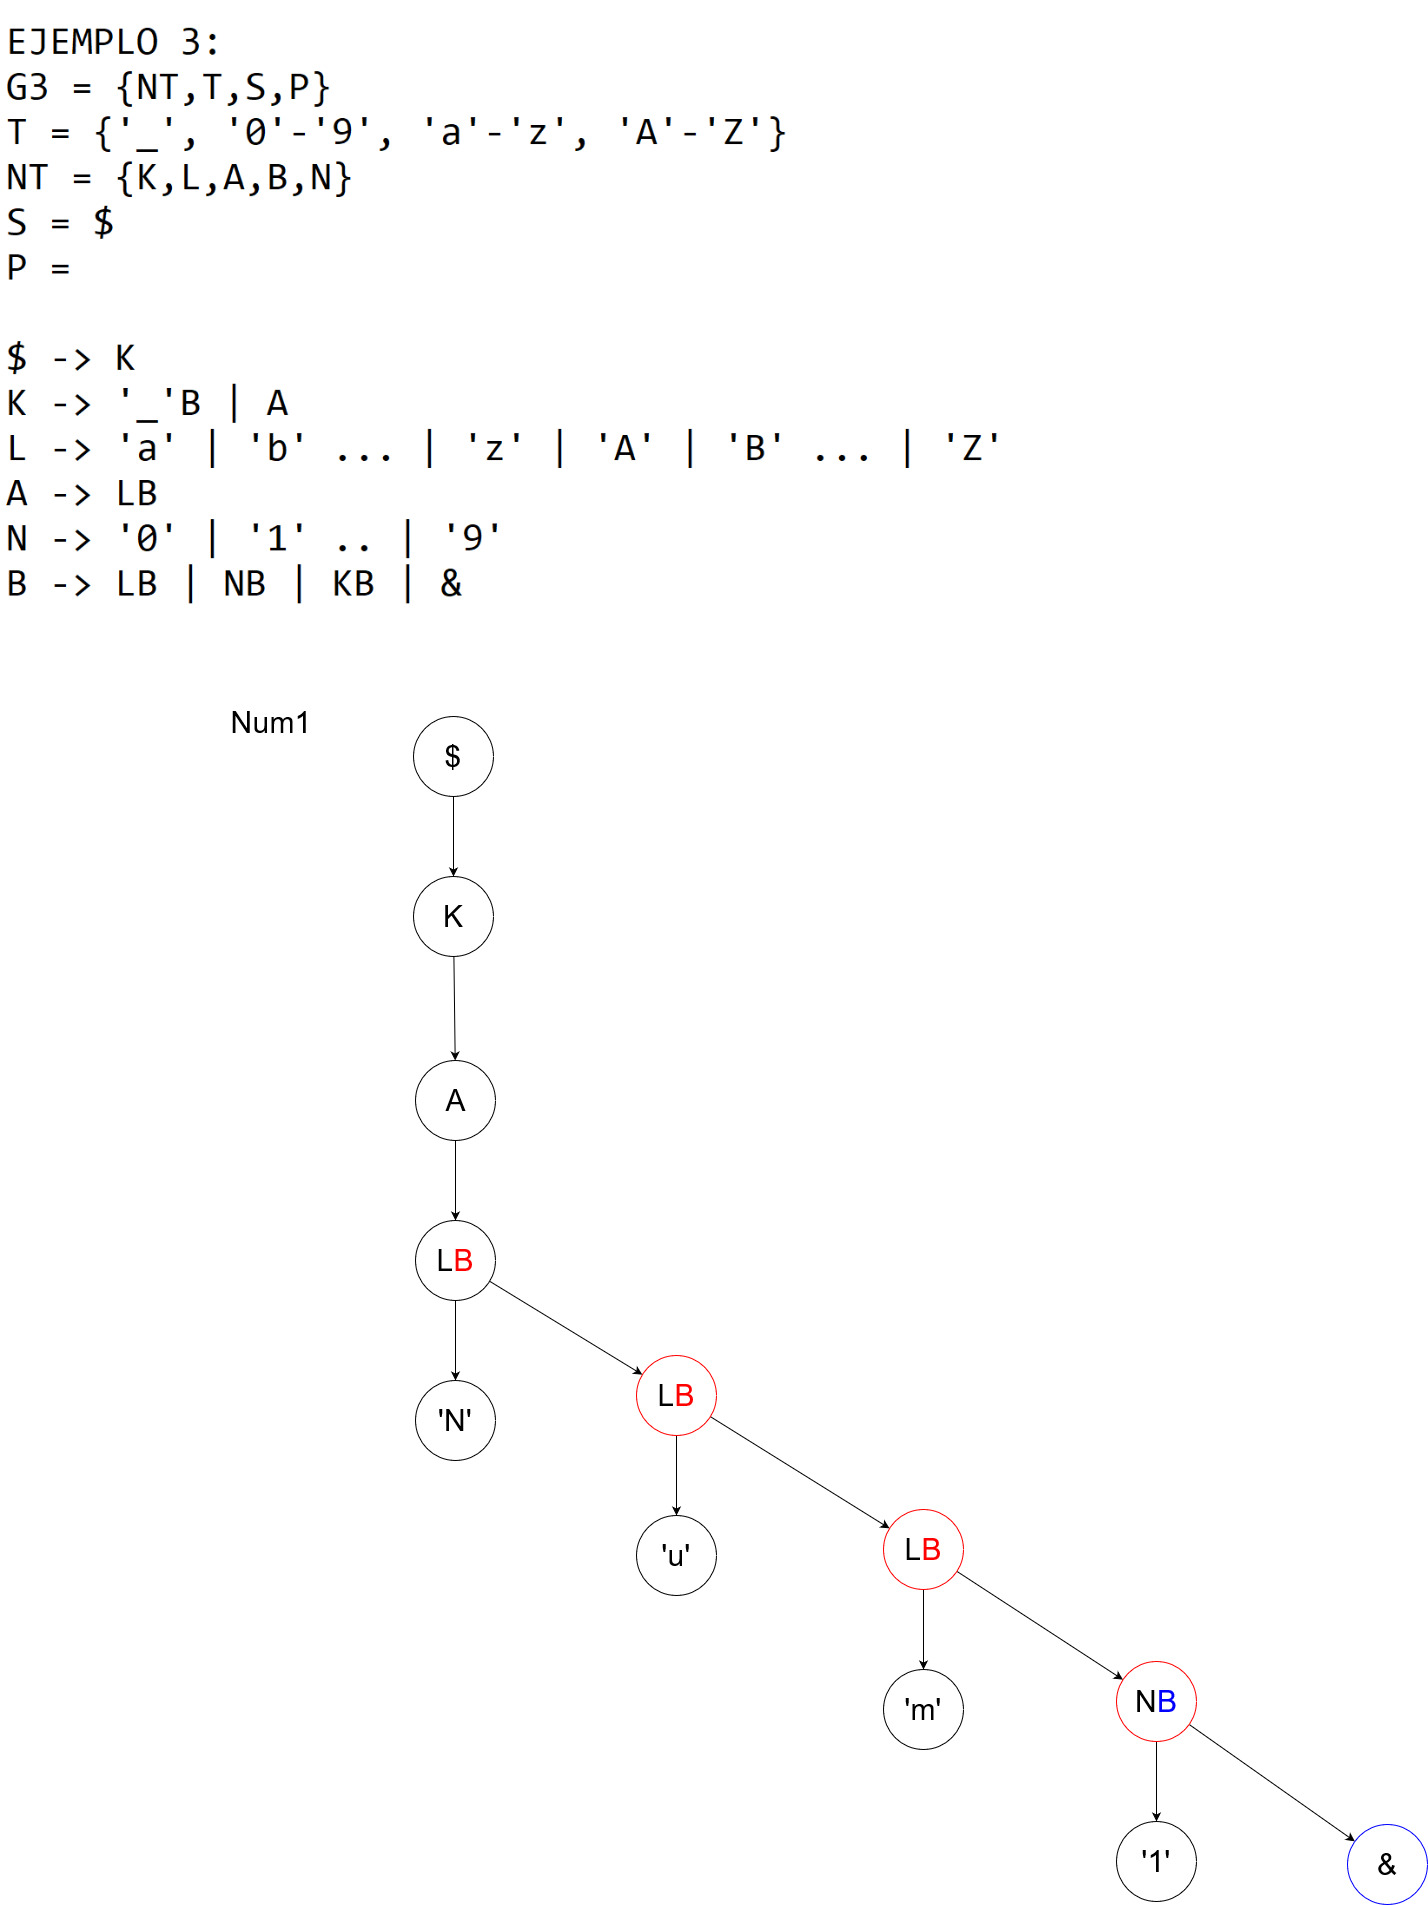 EJEMPLO 3:
G3 = {NT,T,S,P}
T = {'_', '0'-'9', 'a'-'z', 'A'-'Z'}
NT = {K,L,A,B,N}
S = $
P =
$ -> K
K -> '_'B | A
L -> 'a' | 'b' ... | 'z' | 'A' | 'B' ... | 'Z'
A -> LB
N -> '0' | '1' .. | '9'
B -> LB | NB | KB | &
Num1
$
K
A
LB
'N'
LB
'u'
LB
'm'
NB
'1'
&